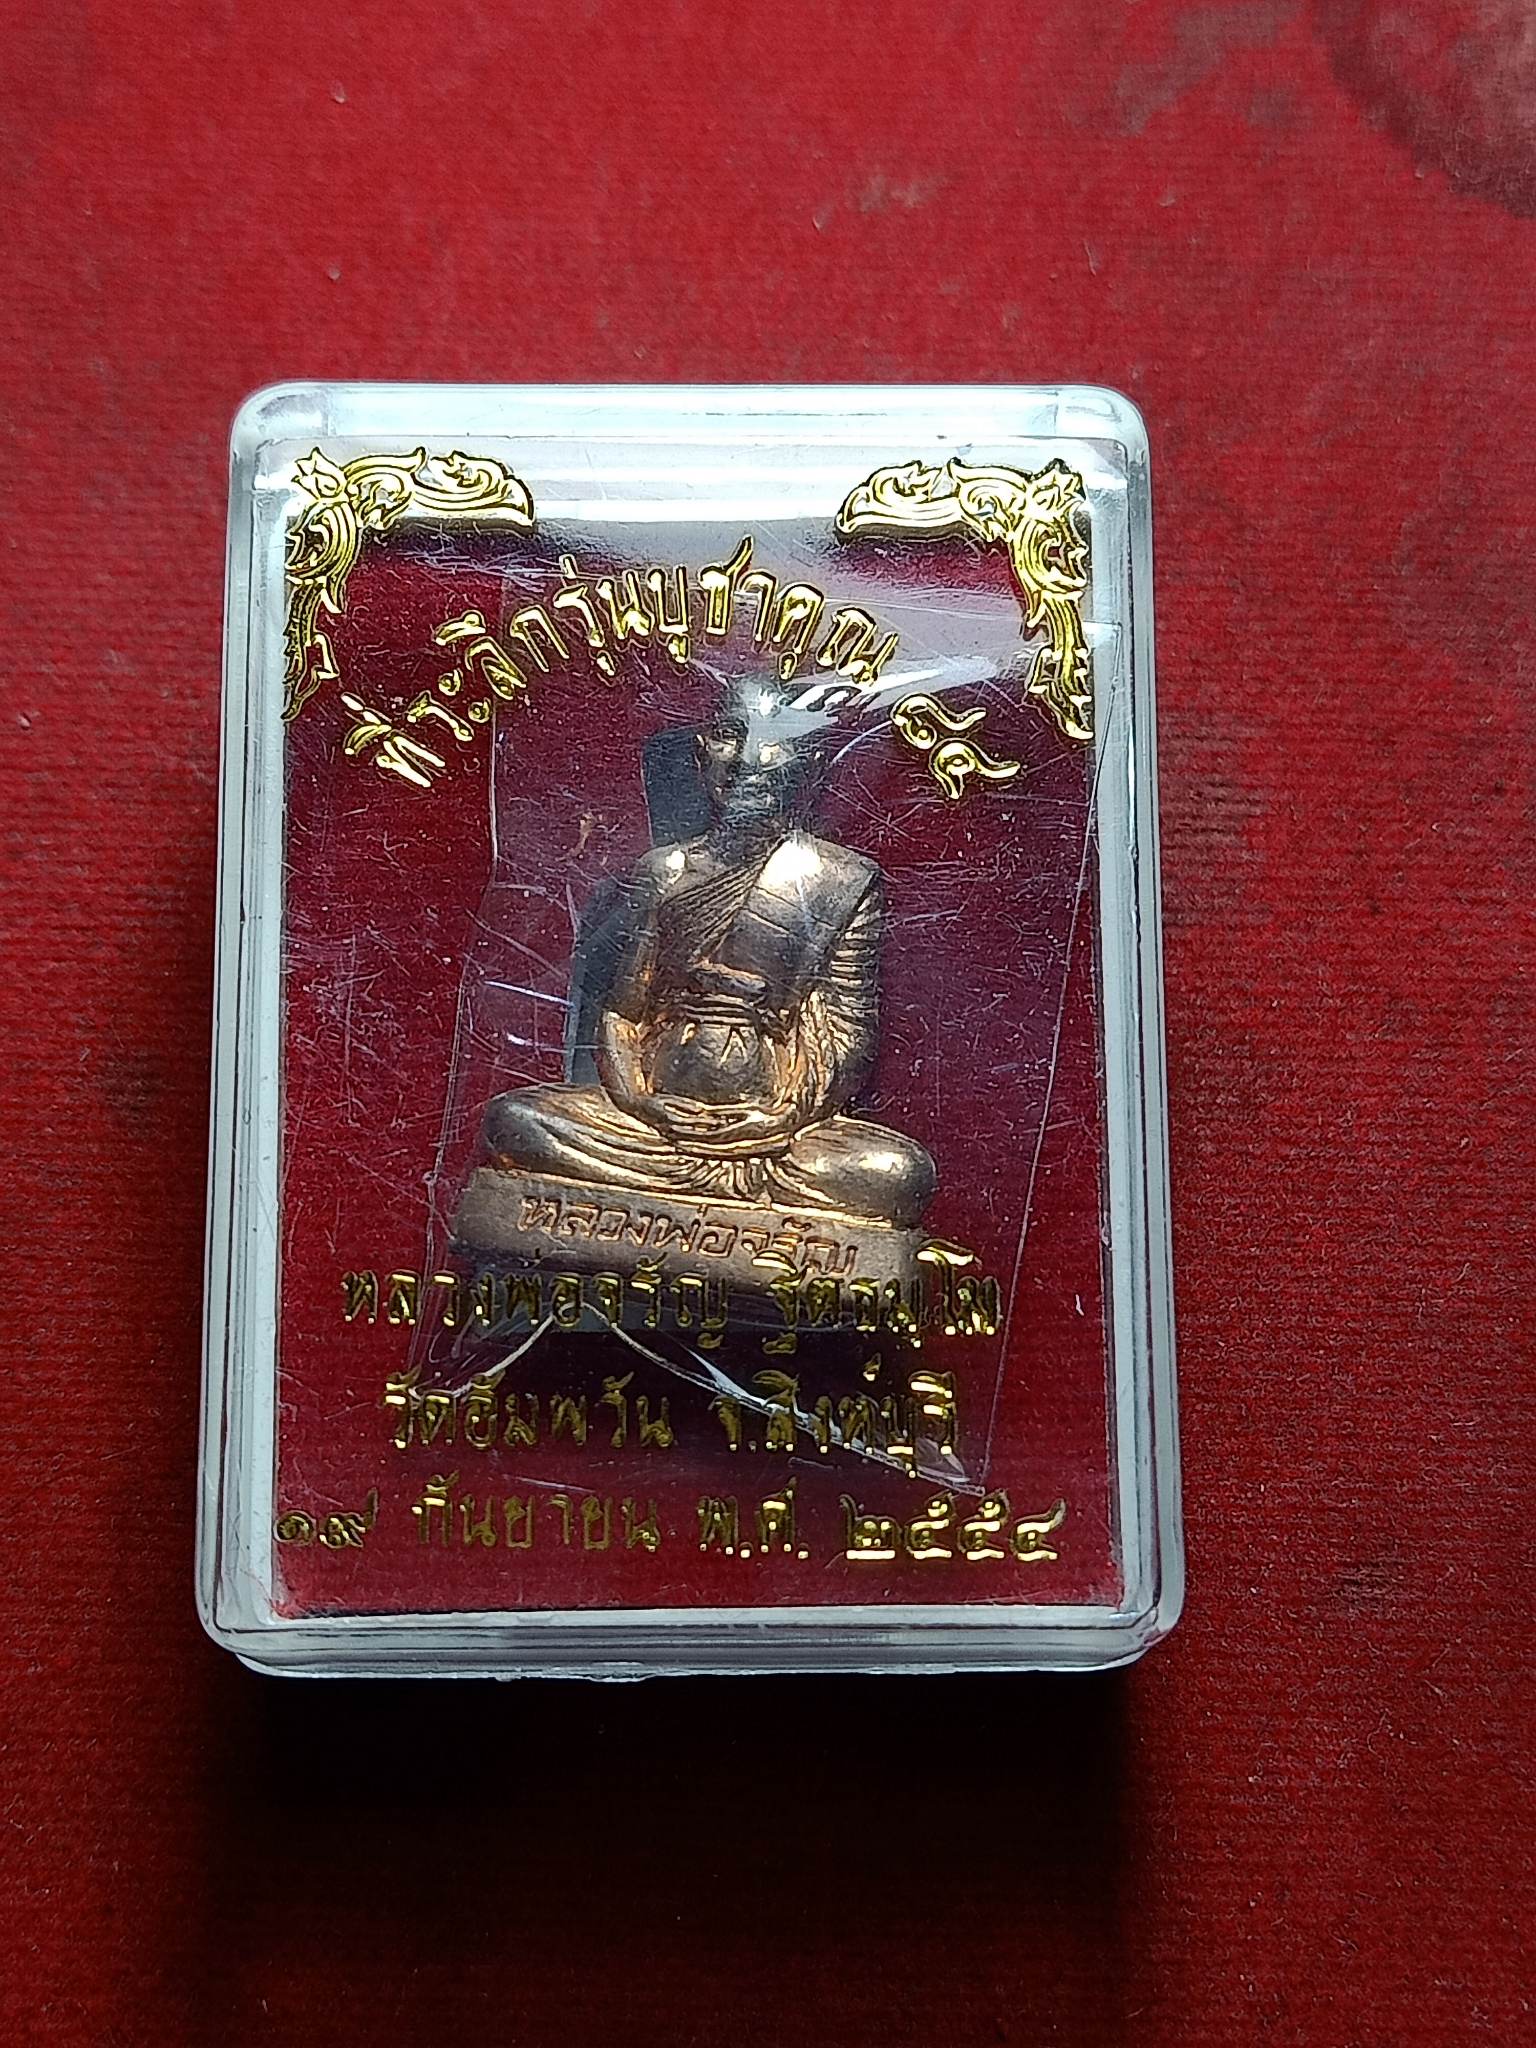 ที่ระลึกรุ่นบูชาคุณ ๘๔
หลวงพ่อจรัญ
หลวงพ่อจรัญ ฐิตธมฺโม
วัดอัมพวัน จ.สิงห์บุรี
๑๙ กันยายน พ.ศ. ๒๕๕๔